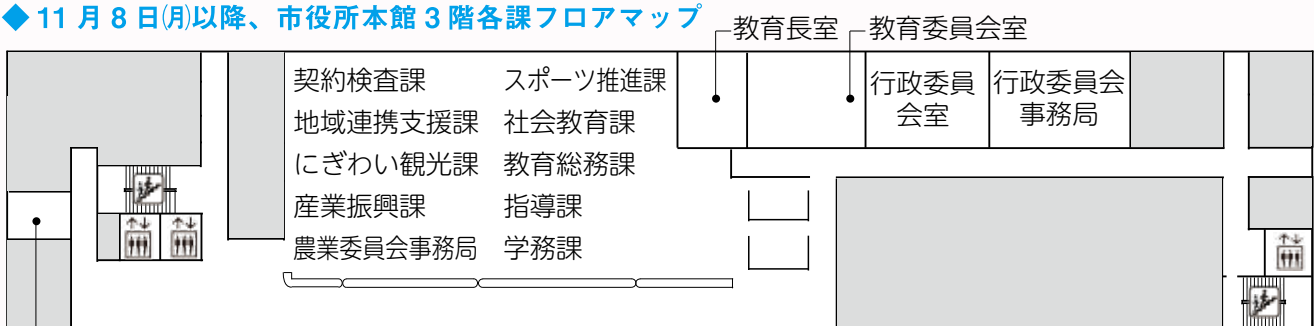 ◆ 11 月 8 日㈪以降、市役所本館 3 階各課フロアマップ
教育長室
教育委員会室
契約検査課
地域連携支援課
にぎわい観光課
産業振興課
農業委員会事務局
スポーツ推進課
社会教育課
教育総務課
指導課
学務課
行政委員
会室
行政委員会
事務局